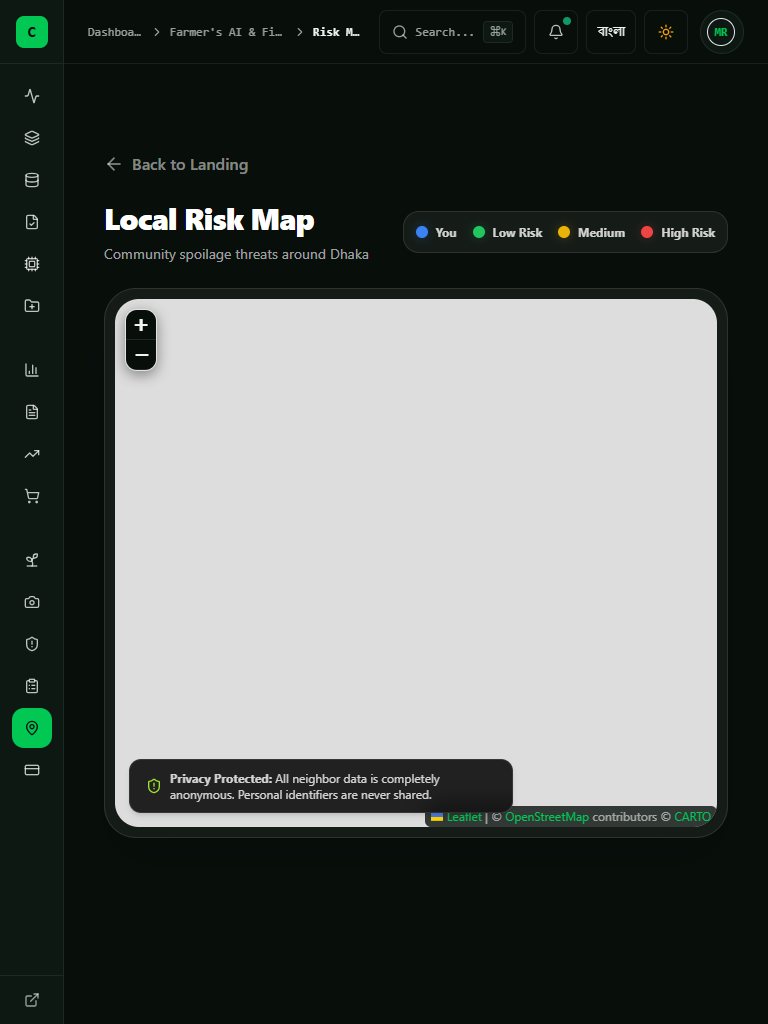 C
Dashboa… > Farmer's AI & Fi… > Risk M…
Search... ⌘K
বাংলা
MR
Back to Landing
Local Risk Map
Community spoilage threats around Dhaka
You Low Risk Medium High Risk
+
−
Privacy Protected: All neighbor data is completely
anonymous. Personal identifiers are never shared.
Leaflet | © OpenStreetMap contributors © CARTO